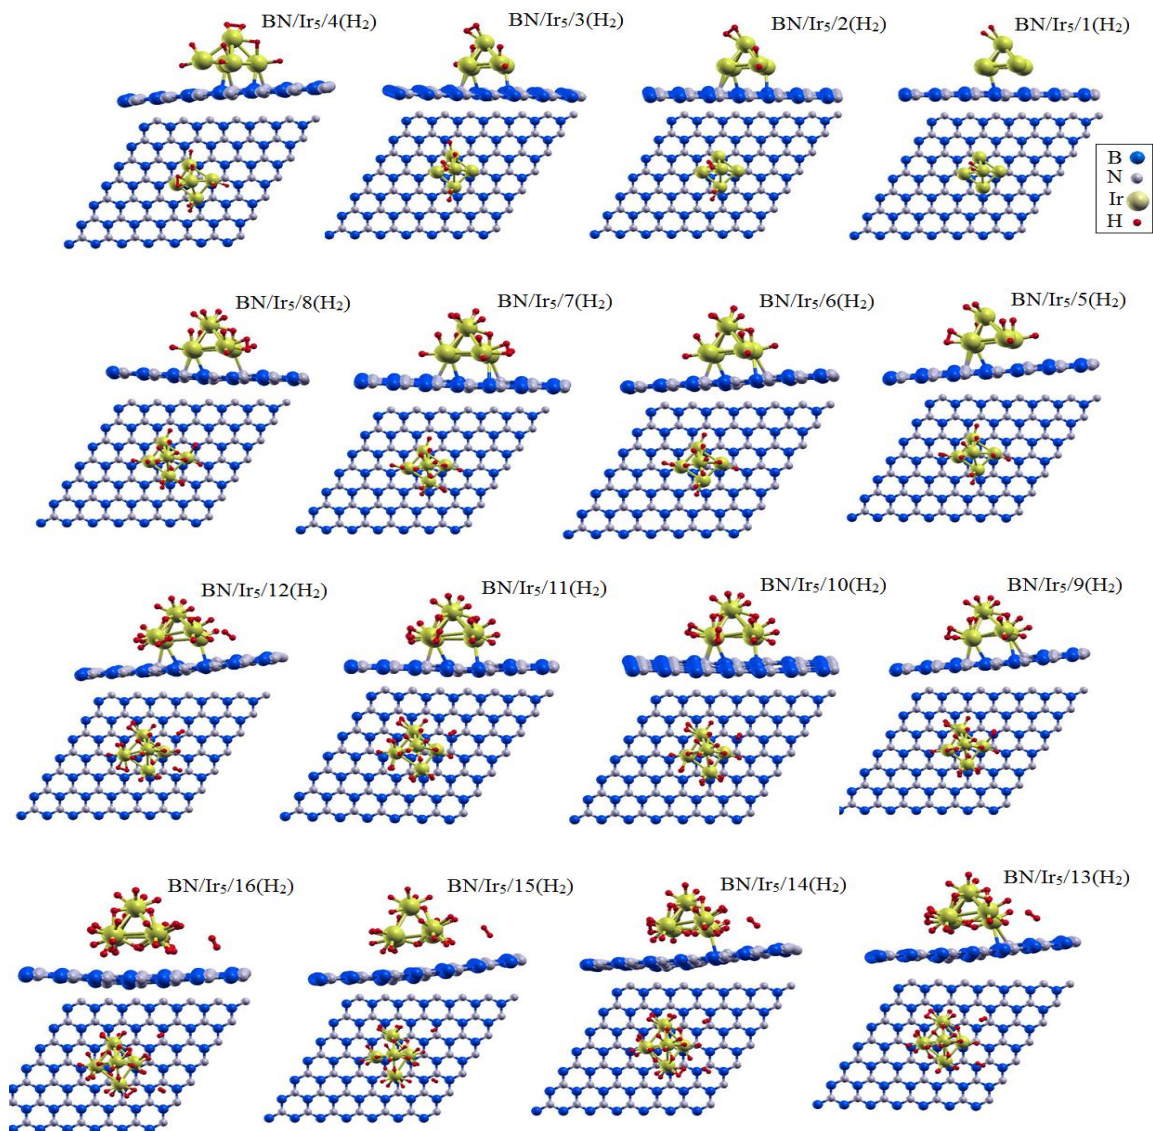 BN/Ir₅/4(H₂)
BN/Ir₅/3(H₂)
BN/Ir₅/2(H₂)
BN/Ir₅/1(H₂)
B
N
Ir
H
BN/Ir₅/8(H₂)
BN/Ir₅/7(H₂)
BN/Ir₅/6(H₂)
BN/Ir₅/5(H₂)
BN/Ir₅/12(H₂)
BN/Ir₅/11(H₂)
BN/Ir₅/10(H₂)
BN/Ir₅/9(H₂)
BN/Ir₅/16(H₂)
BN/Ir₅/15(H₂)
BN/Ir₅/14(H₂)
BN/Ir₅/13(H₂)